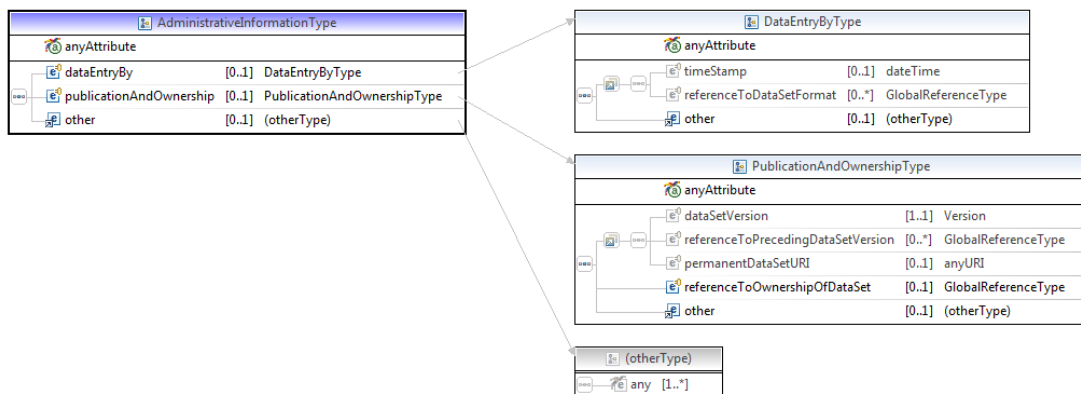 AdministrativeInformationType
anyAttribute
dataEntryBy [0..1] DataEntryByType
publicationAndOwnership [0..1] PublicationAndOwnershipType
other [0..1] (otherType)
DataEntryByType
anyAttribute
timeStamp [0..1] dateTime
referenceToDataSetFormat [0..*] GlobalReferenceType
other [0..1] (otherType)
PublicationAndOwnershipType
anyAttribute
dataSetVersion [1..1] Version
referenceToPrecedingDataSetVersion [0..*] GlobalReferenceType
permanentDataSetURI [0..1] anyURI
referenceToOwnershipOfDataSet [0..1] GlobalReferenceType
other [0..1] (otherType)
(otherType)
any [1..*]